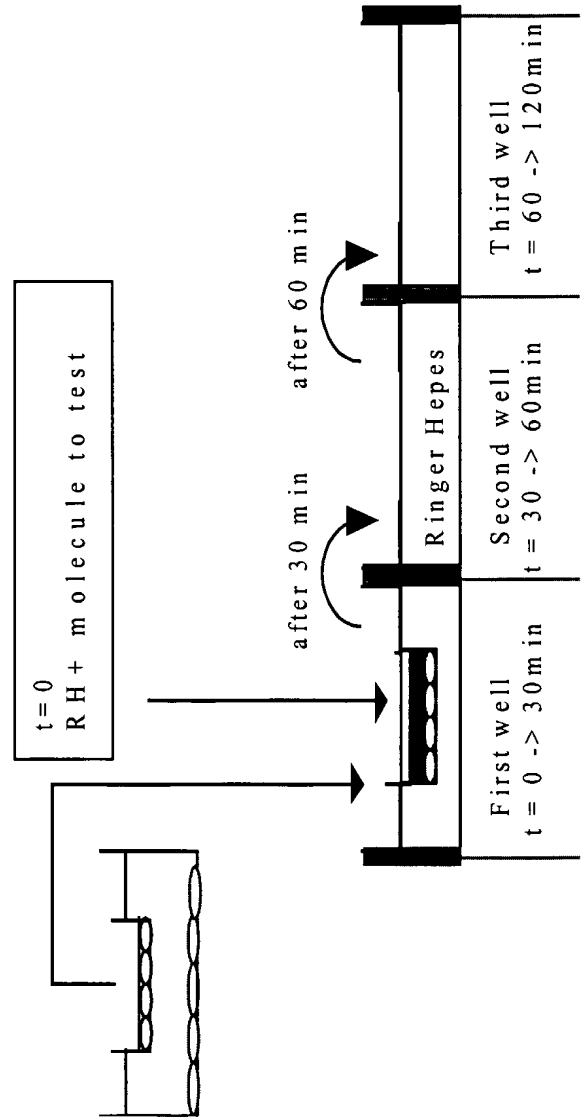 t=0
RH+ molecule to test
after 30 min
after 60 min
Ringer Hepes
First well
t = 0 -> 30min
Second well
t = 30 -> 60min
Third well
t = 60 -> 120min